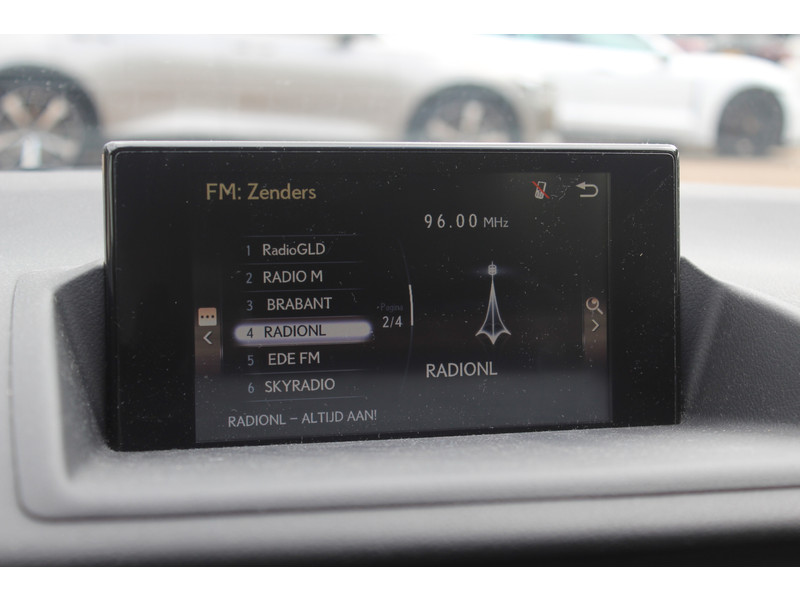 FM: Zenders
96.00 MHz
1 RadioGLD
2 RADIO M
3 BRABANT
4 RADIONL
5 EDE FM
6 SKYRADIO
Pagina
2/4
RADIONL
RADIONL – ALTIJD AAN!